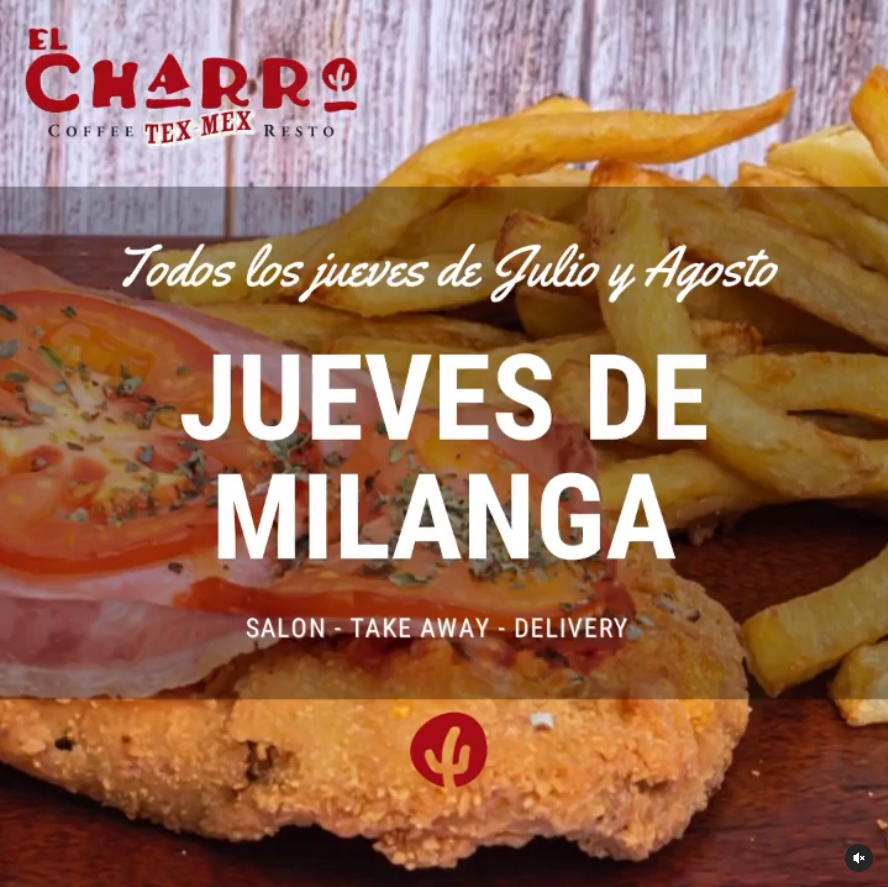 EL
CHARRO
COFFEE TEX-MEX RESTO
Todos los jueves de Julio y Agosto
JUEVES DE
MILANGA
SALON - TAKE AWAY - DELIVERY